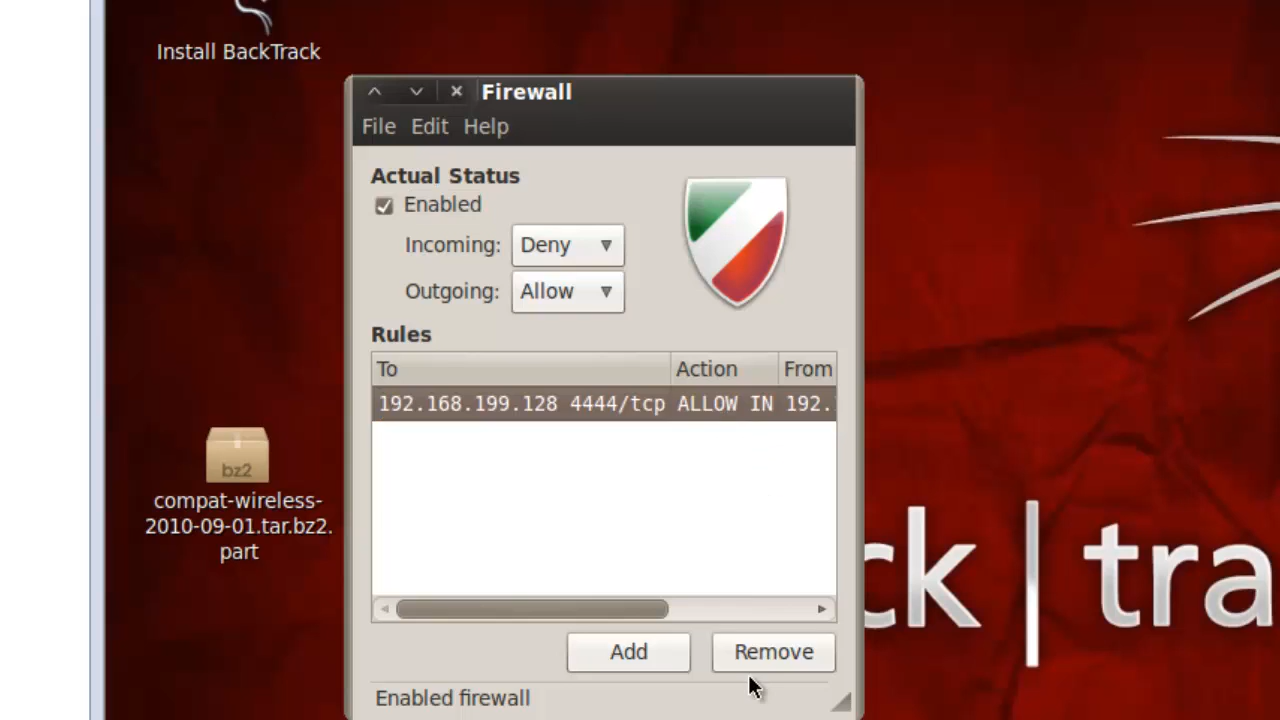 Install BackTrack
Firewall
File Edit Help
Actual Status
Enabled
Incoming: Deny
Outgoing: Allow
Rules
To Action From
192.168.199.128 4444/tcp ALLOW IN 192.
bz2
compat-wireless-
2010-09-01.tar.bz2.
part
ck | tra
Add Remove
Enabled firewall